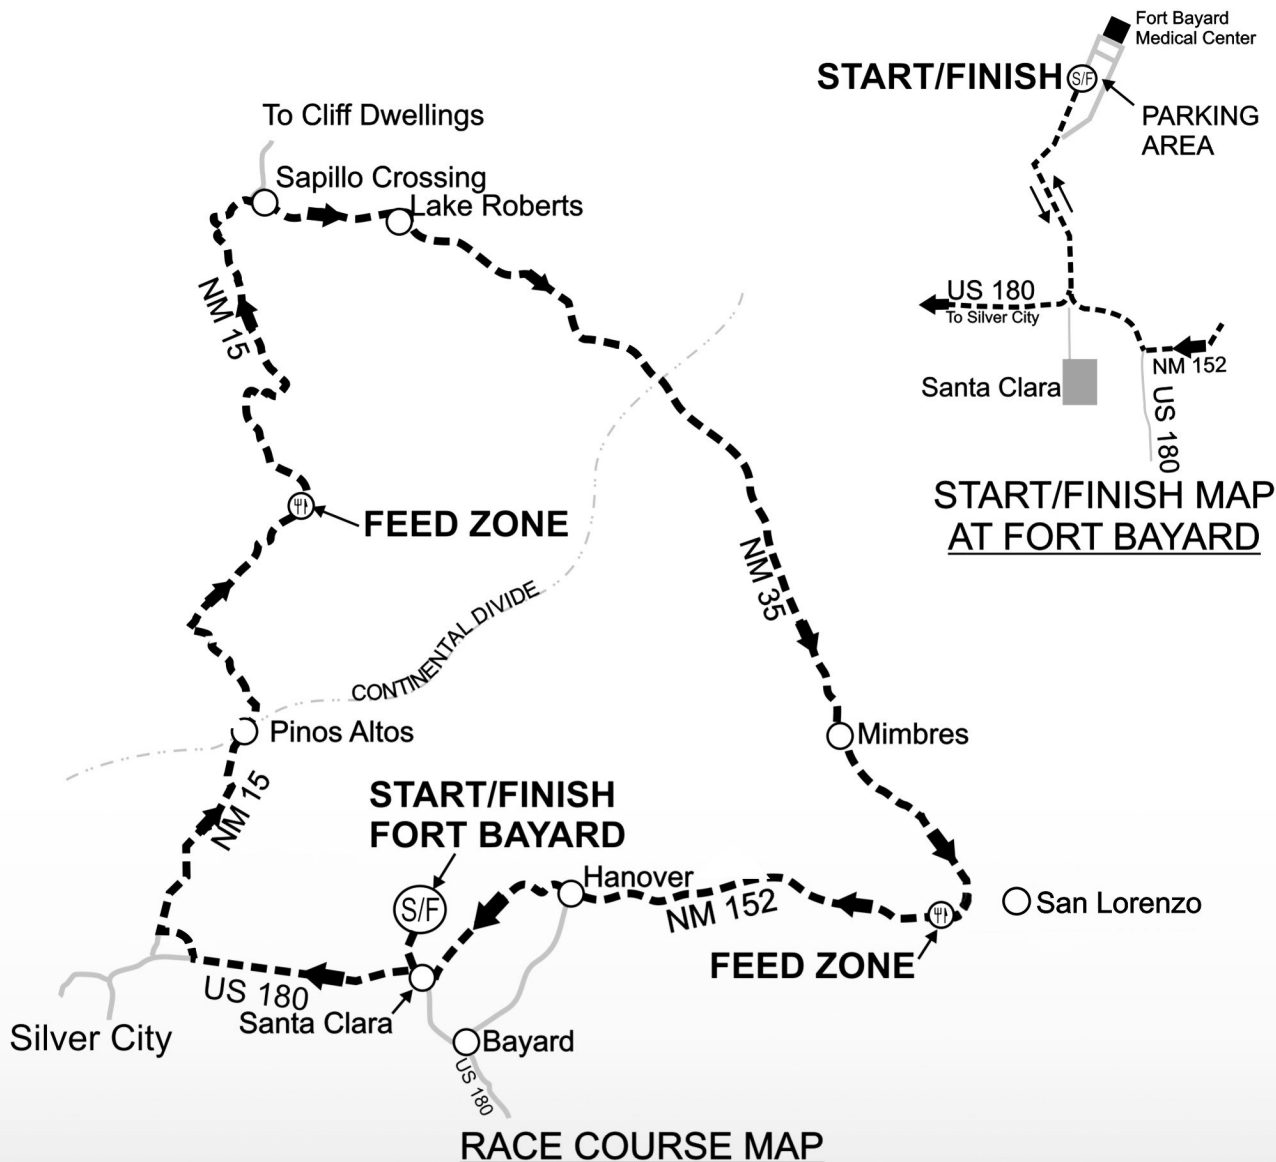 Fort Bayard
Medical Center
START/FINISH
S/F
PARKING
AREA
To Cliff Dwellings
Sapillo Crossing
Lake Roberts
NM 15
US 180
To Silver City
NM 152
Santa Clara
US 180
START/FINISH MAP
AT FORT BAYARD
FEED ZONE
NM 35
CONTINENTAL DIVIDE
Pinos Altos
Mimbres
NM 15
START/FINISH
FORT BAYARD
S/F
Hanover
NM 152
San Lorenzo
FEED ZONE
US 180
Santa Clara
Silver City
Bayard
US 180
RACE COURSE MAP